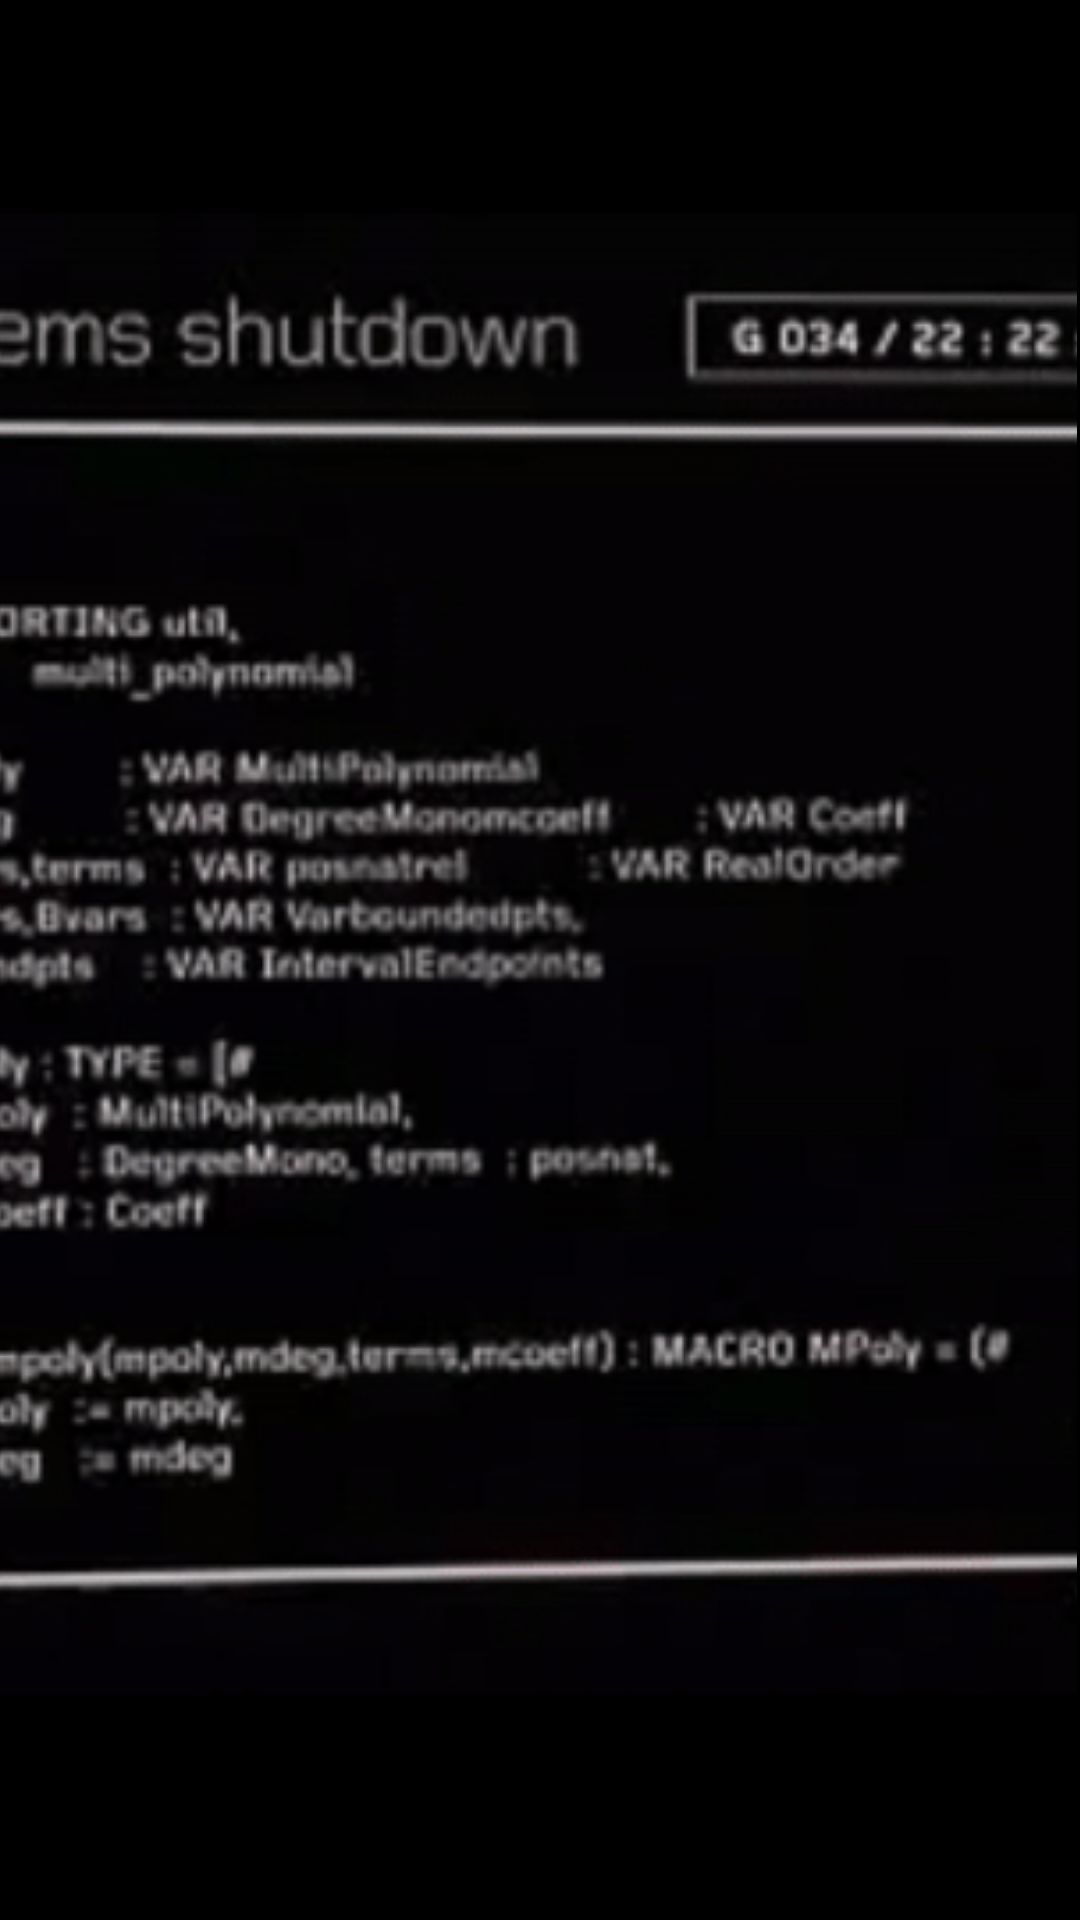 ems shutdown
G 034 / 22 : 22 :
ORTING util,
multi_polynomial
ly : VAR MultiPolynomial
g : VAR DegreeMonomcoeff : VAR Coeff
s,terms : VAR posnatrel : VAR RealOrder
s,Bvars : VAR Varboundedpts,
ndpts : VAR IntervalEndpoints
ly : TYPE = [#
oly : MultiPolynomial,
eg : DegreeMono, terms : posnat,
oeff : Coeff
mpoly(mpoly,mdeg,terms,mcoeff) : MACRO MPoly = (#
oly := mpoly,
eg := mdeg